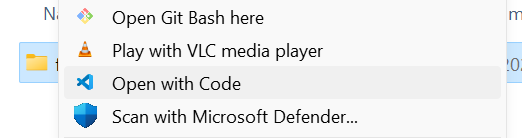 Open Git Bash here
Play with VLC media player
Open with Code
Scan with Microsoft Defender...